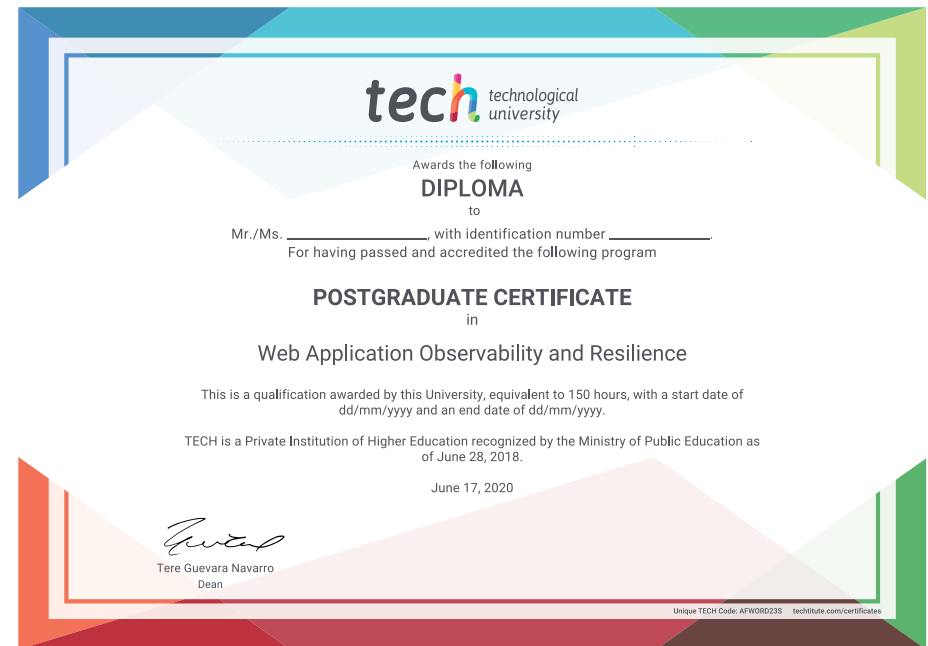 tech technological
university
Awards the following
DIPLOMA
to
Mr./Ms. ____________________, with identification number ______________.
For having passed and accredited the following program
POSTGRADUATE CERTIFICATE
in
Web Application Observability and Resilience
This is a qualification awarded by this University, equivalent to 150 hours, with a start date of
dd/mm/yyyy and an end date of dd/mm/yyyy.
TECH is a Private Institution of Higher Education recognized by the Ministry of Public Education as
of June 28, 2018.
June 17, 2020
Tere Guevara Navarro
Dean
Unique TECH Code: AFWORD23S techtitute.com/certificates